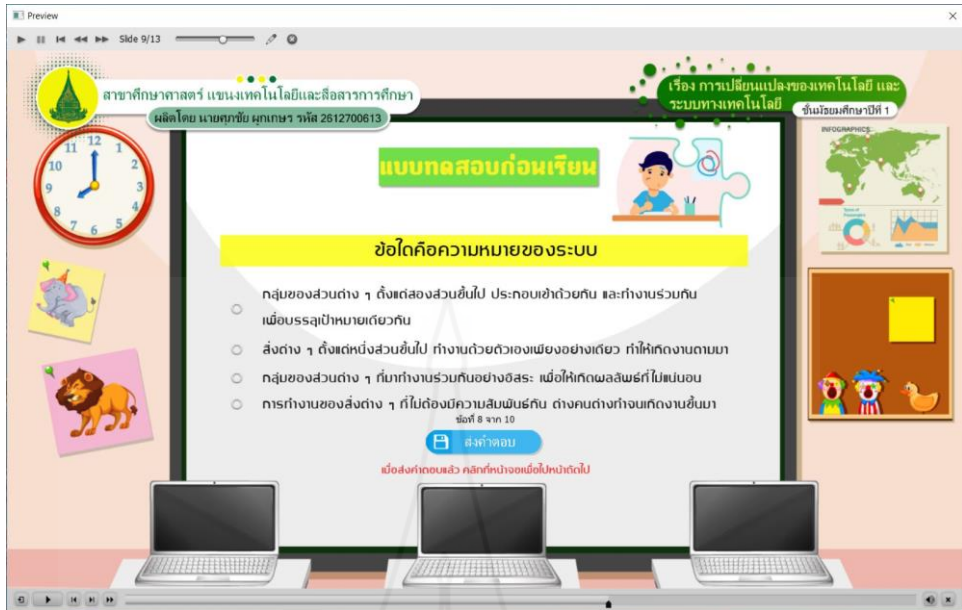 Preview
Slide 9/13
สาขาศึกษาศาสตร์ แขนงเทคโนโลยีและสื่อสารการศึกษา
ผลิตโดย นายศุภชัย ผุกเกษร รหัส 2612700613
เรื่อง การเปลี่ยนแปลงของเทคโนโลยี และ
ระบบทางเทคโนโลยี
ชั้นมัธยมศึกษาปีที่ 1
11 12 1
10 2
9 3
8 4
7 6 5
INFOGRAPHICS
แบบทดสอบก่อนเรียน
ข้อใดคือความหมายของระบบ
กลุ่มของส่วนต่าง ๆ ตั้งแต่สองส่วนขึ้นไป ประกอบเข้าด้วยกัน และทำงานร่วมกัน
เพื่อบรรลุเป้าหมายเดียวกัน
สิ่งต่าง ๆ ตั้งแต่หนึ่งส่วนขึ้นไป ทำงานด้วยตัวเองเพียงอย่างเดียว ทำให้เกิดงานตามมา
กลุ่มของส่วนต่าง ๆ ที่มาทำงานร่วมกันอย่างอิสระ เพื่อให้เกิดผลลัพธ์ที่ไม่แน่นอน
การทำงานของสิ่งต่าง ๆ ที่ไม่ต้องมีความสัมพันธ์กัน ต่างคนต่างทำจนเกิดงานขึ้นมา
ข้อที่ 8 จาก 10
ส่งคำตอบ
เมื่อส่งคำตอบแล้ว คลิกที่หน้าจอเพื่อไปหน้าถัดไป